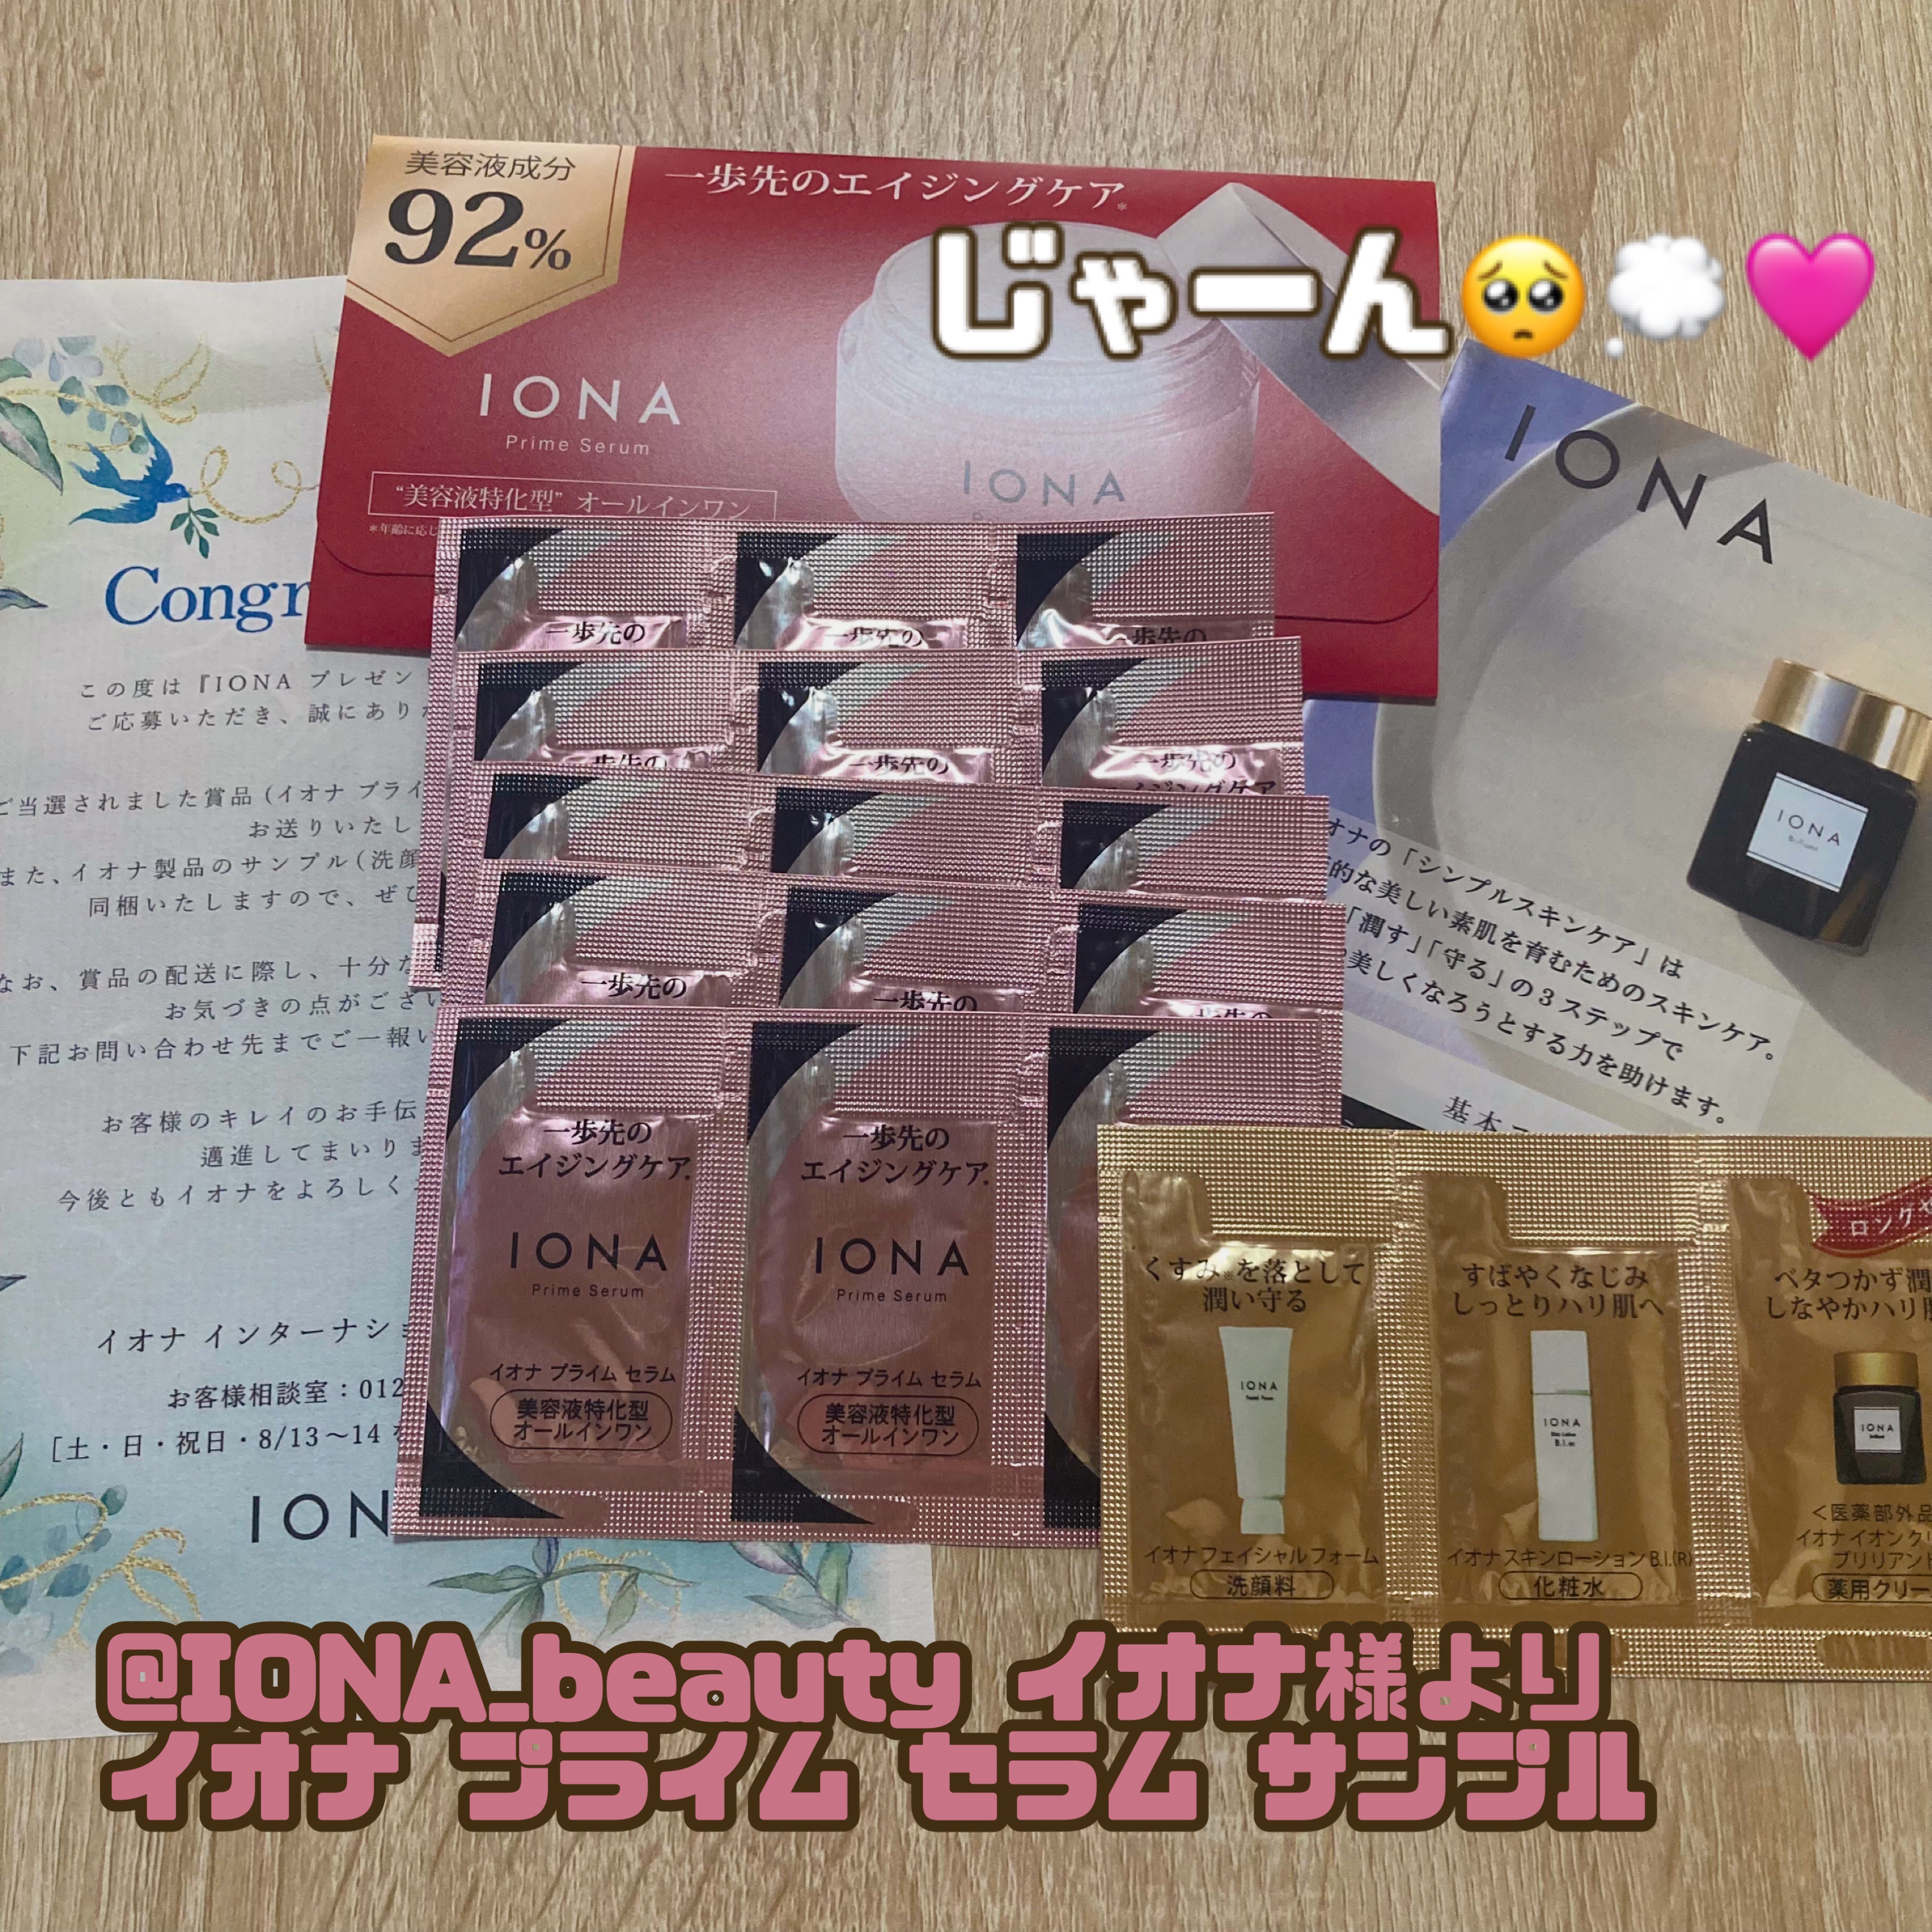 美容液成分
92%
一歩先のエイジングケア*
じゃーん🥺💭🩷
IONA
Prime Serum
“美容液特化型” オールインワン
*年齢に応じ
IONA
IONA
IONA
オナの「シンプルスキンケア」は
的な美しい素肌を育むためのスキンケア。
「潤す」「守る」の3ステップで
美しくなろうとする力を助けます。
基本
Congr
この度は『IONA プレゼン
ご応募いただき、誠にあり
ご当選されました賞品(イオナ プライ
お送りいたし
また、イオナ製品のサンプル(洗顔
同梱いたしますので、ぜひ
なお、賞品の配送に際し、十分な
お気づきの点がござい
下記お問い合わせ先までご一報い
お客様のキレイのお手伝
邁進してまいりま
今後ともイオナをよろしく
イオナ インターナショ
お客様相談室:012
[土・日・祝日・8/13～14
ION
一歩先の
一歩先の
一歩先の
一歩先の
一歩先の
一歩先の
エイジングケア
一歩先の
一歩先の
一歩先の
エイジングケア*
IONA
Prime Serum
イオナ プライム セラム
美容液特化型
オールインワン
一歩先の
エイジングケア*
IONA
Prime Serum
イオナ プライム セラム
美容液特化型
オールインワン
くすみ※を落として
潤い守る
IONA
イオナ フェイシャル フォーム
洗顔料
すばやくなじみ
しっとりハリ肌へ
IONA
イオナ スキンローション B.I.(R)
化粧水
ロング
ベタつかず潤
しなやかハリ
IONA
<医薬部外品
イオナ イオン ク
ブリリアン
薬用クリー
@IONA_beauty イオナ様より
イオナ プライム セラム サンプル